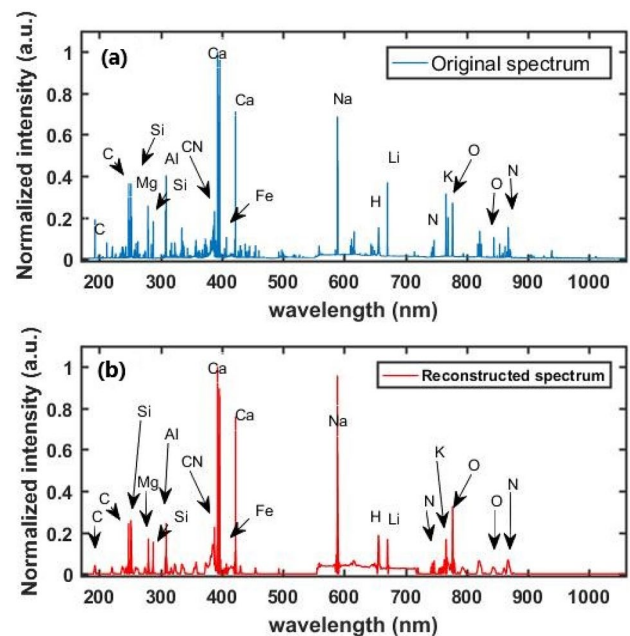 (a)
Original spectrum
Normalized intensity (a.u.)
1
0.8
0.6
0.4
0.2
0
C
C
Si
Mg
Al
Si
CN
Ca
Ca
Fe
Na
H
Li
N
K
O
O
N
200 300 400 500 600 700 800 900 1000
wavelength (nm)
(b)
Reconstructed spectrum
Normalized intensity (a.u.)
1
0.8
0.6
0.4
0.2
0
C
C
Si
Mg
Al
Si
CN
Ca
Ca
Fe
Na
H
Li
N
K
O
O
N
200 300 400 500 600 700 800 900 1000
wavelength (nm)